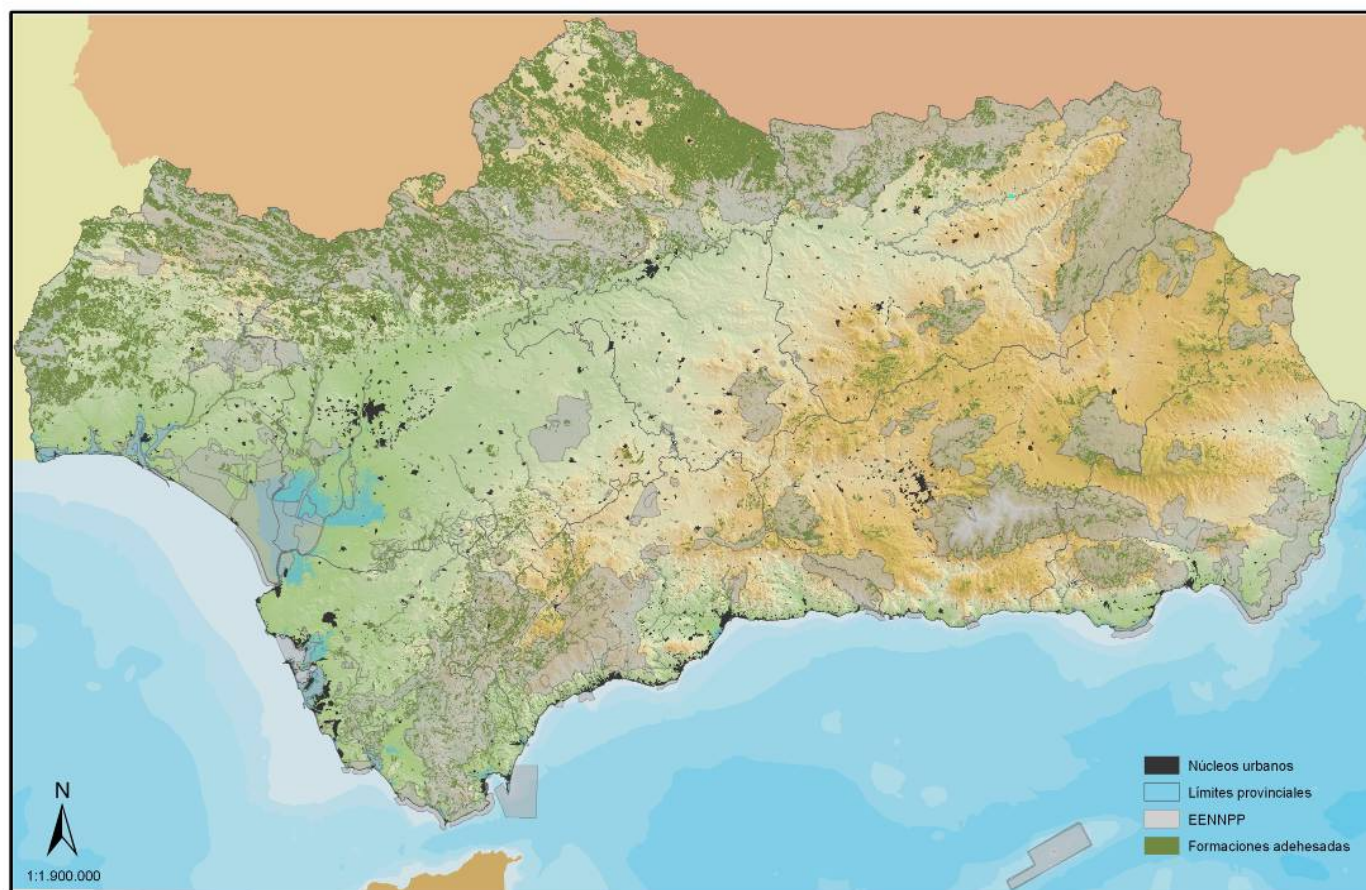 N
1:1.900.000
Núcleos urbanos
Límites provinciales
EENNPP
Formaciones adehesadas